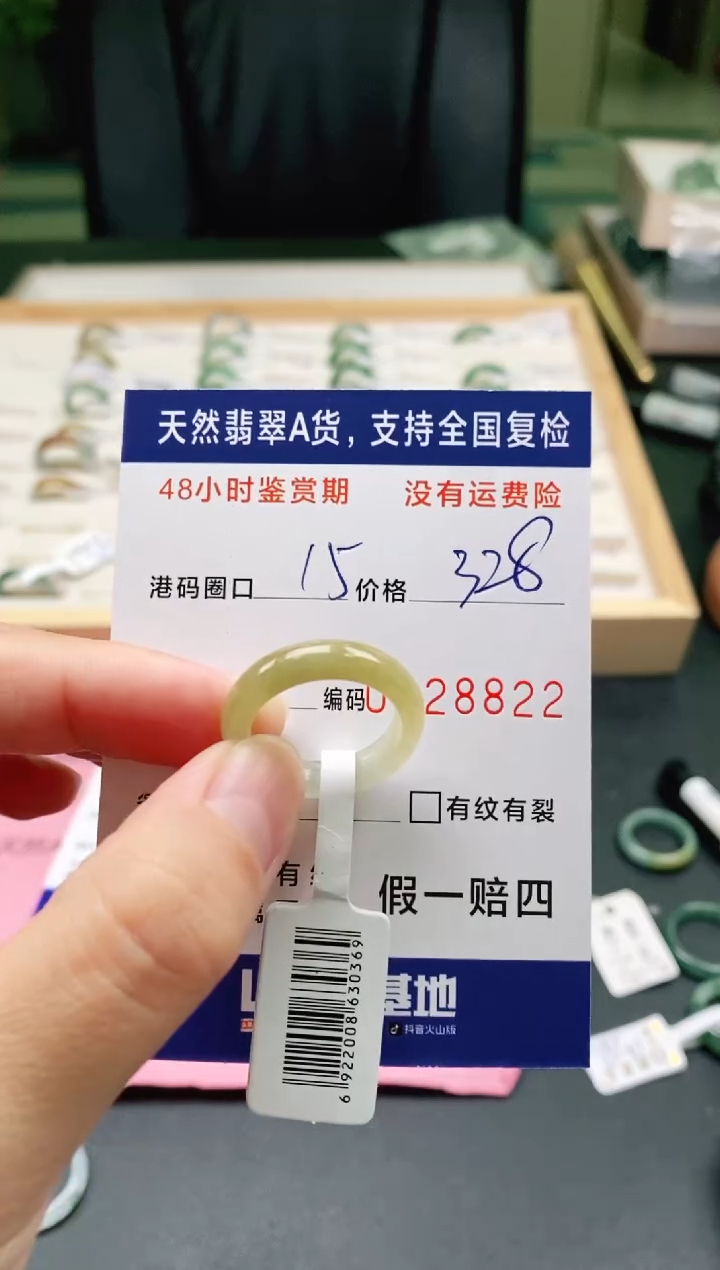 天然翡翠A货，支持全国复检
48小时鉴赏期 没有运费险
港码圈口 15 价格 328
编码 28822
有纹有裂
有
假一赔四
基地
抖音火山版
6922008630369